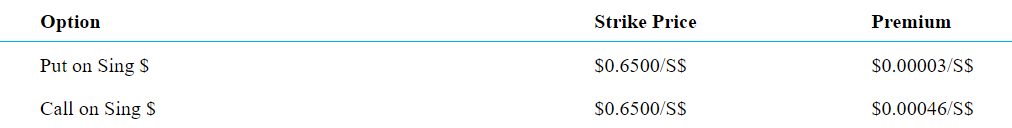 Option Strike Price Premium
Put on Sing $ $0.6500/S$ $0.00003/S$
Call on Sing $ $0.6500/S$ $0.00046/S$